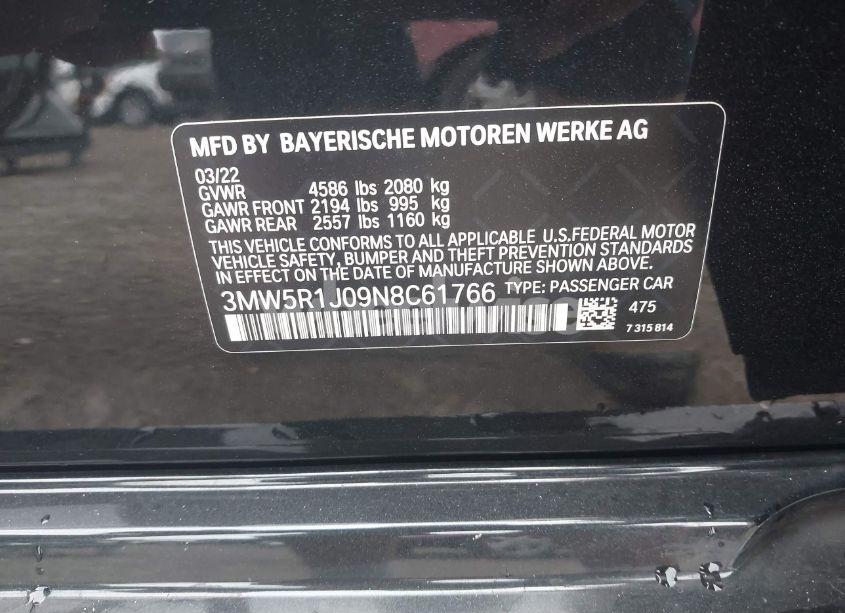 MFD BY BAYERISCHE MOTOREN WERKE AG
03/22
GVWR 4586 lbs 2080 kg
GAWR FRONT 2194 lbs 995 kg
GAWR REAR 2557 lbs 1160 kg
THIS VEHICLE CONFORMS TO ALL APPLICABLE U.S.FEDERAL MOTOR
VEHICLE SAFETY, BUMPER AND THEFT PREVENTION STANDARDS
IN EFFECT ON THE DATE OF MANUFACTURE SHOWN ABOVE.
3MW5R1J09N8C61766 TYPE: PASSENGER CAR
475
7 315 814